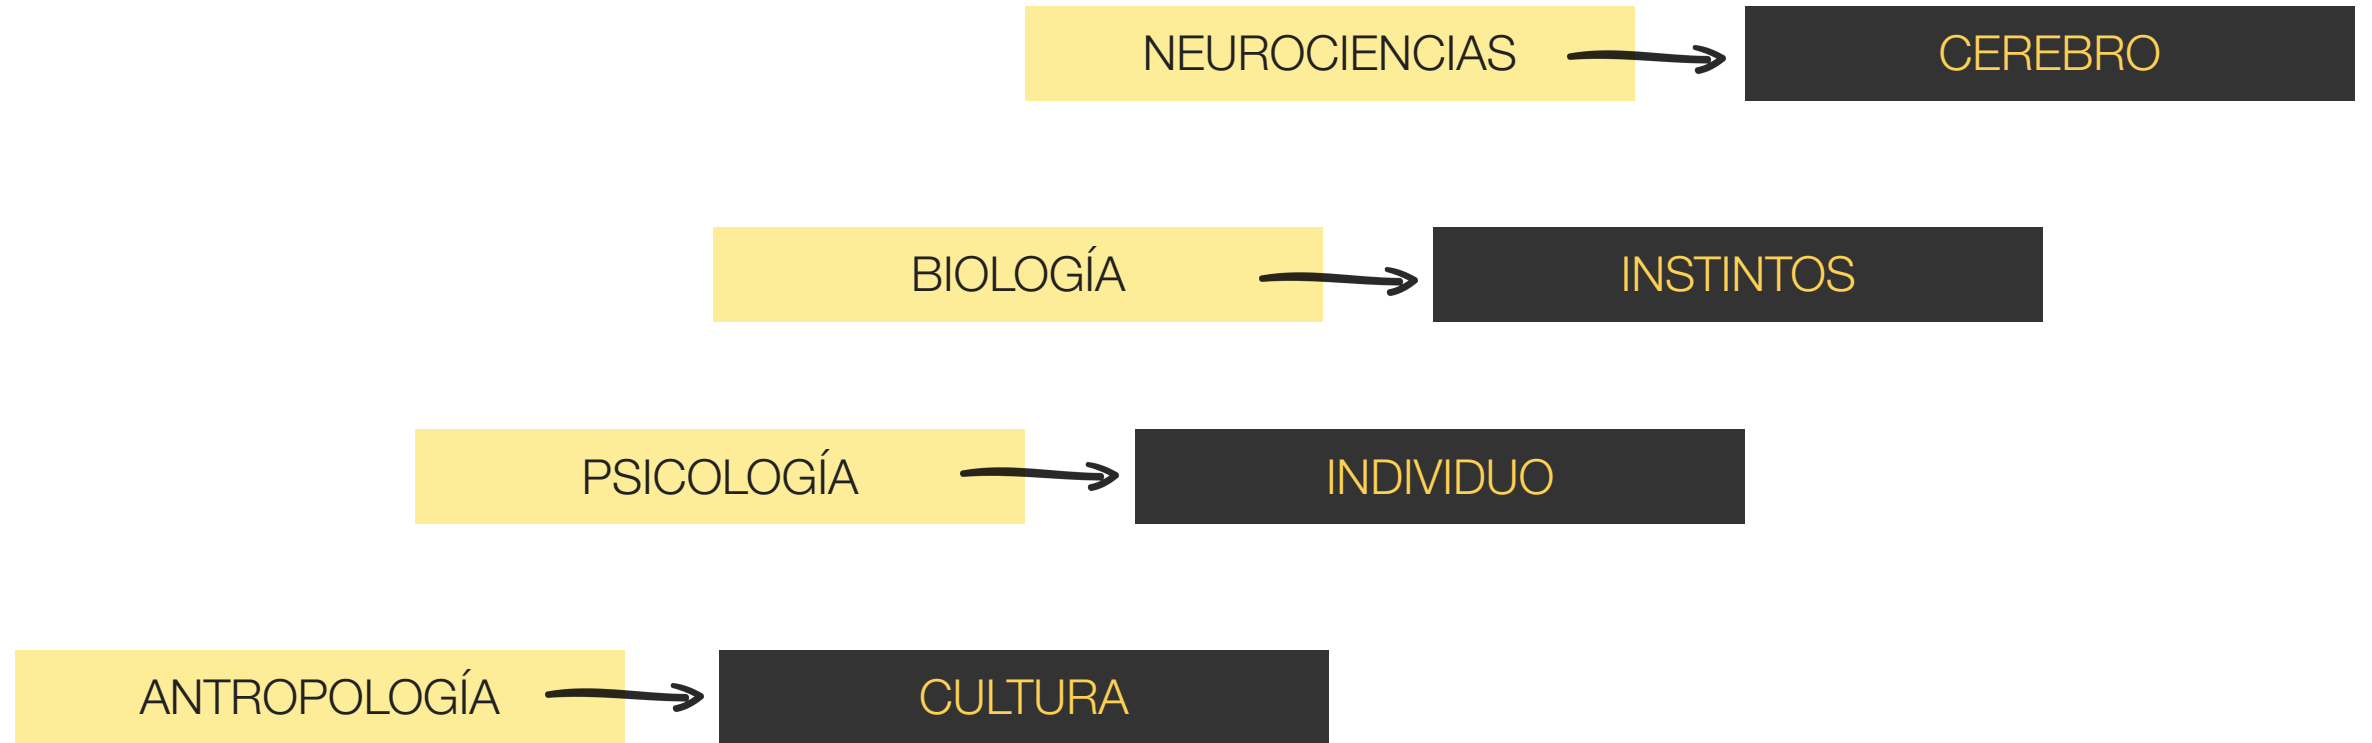 NEUROCIENCIAS CEREBRO
BIOLOGÍA INSTINTOS
PSICOLOGÍA INDIVIDUO
ANTROPOLOGÍA CULTURA